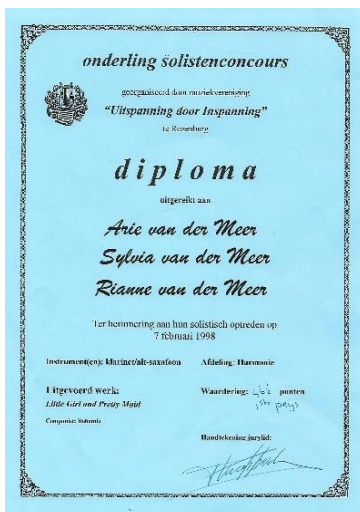 onderling solistenconcours
georganiseerd door muziekvereniging
"Uitspanning door Inspanning"
te Rozenburg
diploma
uitgereikt aan
Arie van der Meer
Sylvia van der Meer
Rianne van der Meer
Ter herinnering aan hun solistisch optreden op
7 februari 1998
Instrument(en): klarinet/alt-saxofoon Afdeling: Harmonie
Uitgevoerd werk: Waardering: punten
Little Girl and Pretty Maid
Componist:
Handtekening jurylid: